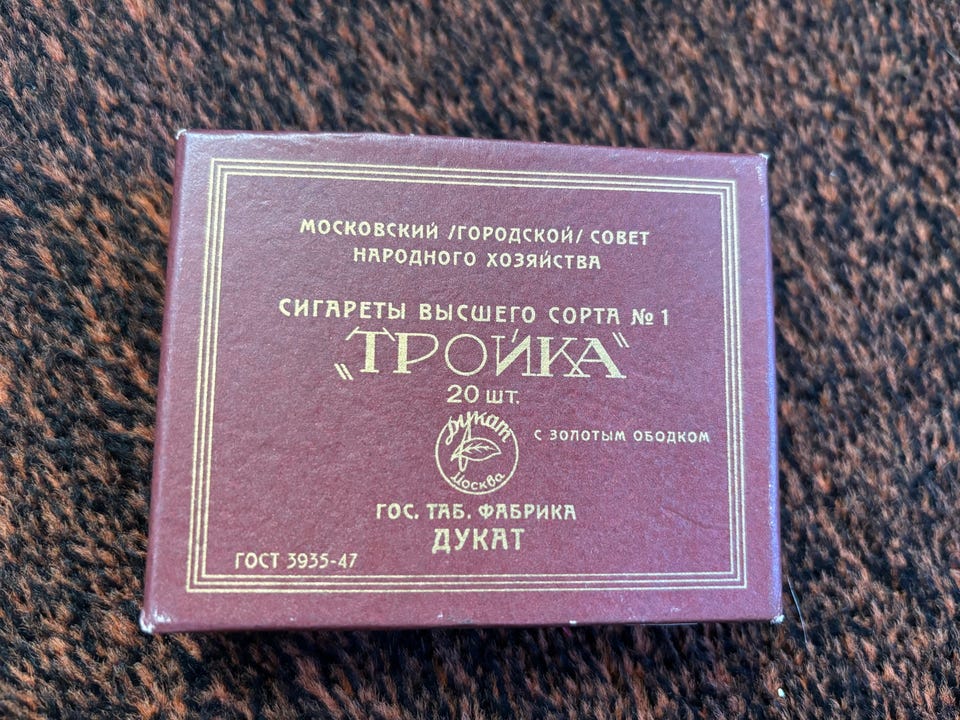 МОСКОВСКИЙ /ГОРОДСКОЙ/ СОВЕТ
НАРОДНОГО ХОЗЯЙСТВА
СИГАРЕТЫ ВЫСШЕГО СОРТА № 1
„ТРОЙКА"
20 ШТ.
Дукат
Москва
С ЗОЛОТЫМ ОБОДКОМ
ГОС. ТАБ. ФАБРИКА
ДУКАТ
ГОСТ 3935-47